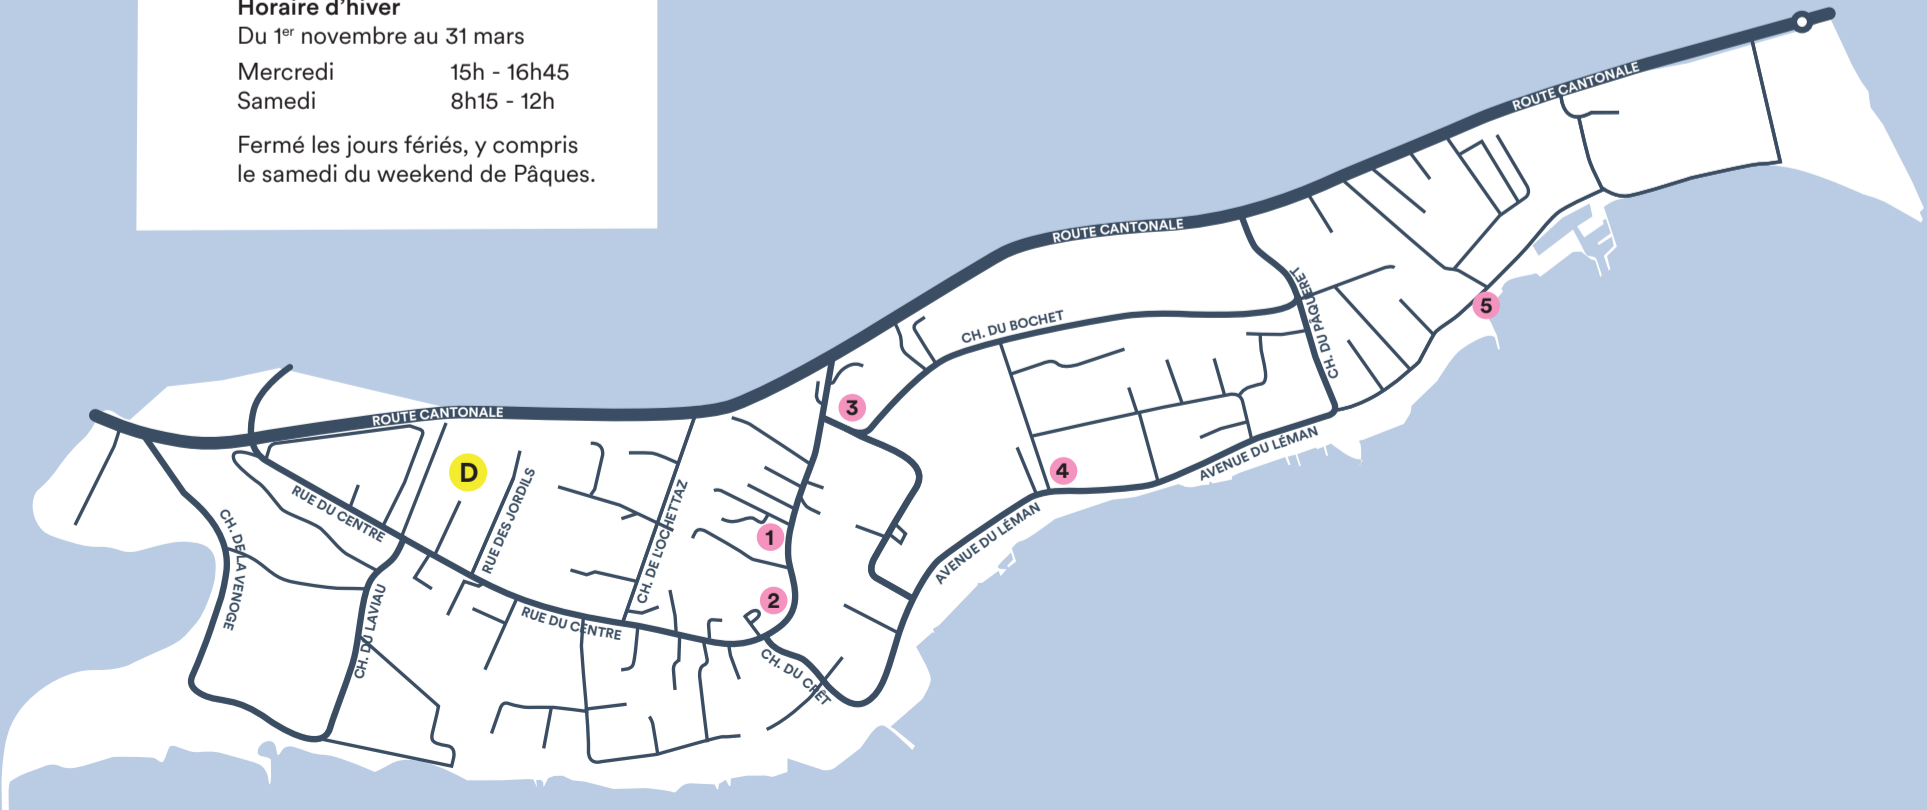 Horaire d’hiver
Du 1er novembre au 31 mars
Mercredi 15h - 16h45
Samedi 8h15 - 12h
Fermé les jours fériés, y compris
le samedi du weekend de Pâques.
ROUTE CANTONALE
ROUTE CANTONALE
CH. DU PÂQUERET
5
CH. DU BOCHET
3
ROUTE CANTONALE
D
4
AVENUE DU LÉMAN
RUE DES JORDILS
CH. DE L'OCHETTAZ
RUE DU CENTRE
CH. DE LA VENOGE
1
AVENUE DU LÉMAN
2
CH. DU LAVIAU
RUE DU CENTRE
CH. DU CRÊT